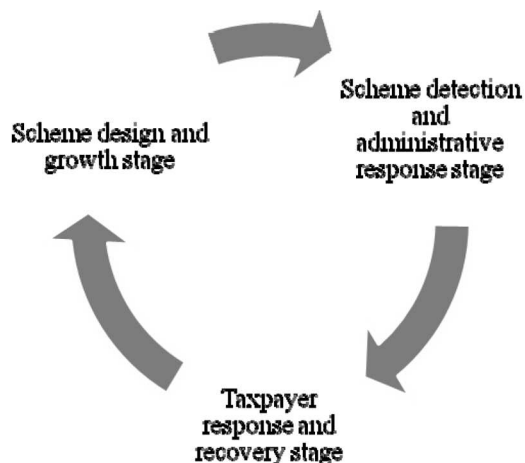 Scheme design and
growth stage
Scheme detection
and
administrative
response stage
Taxpayer
response and
recovery stage